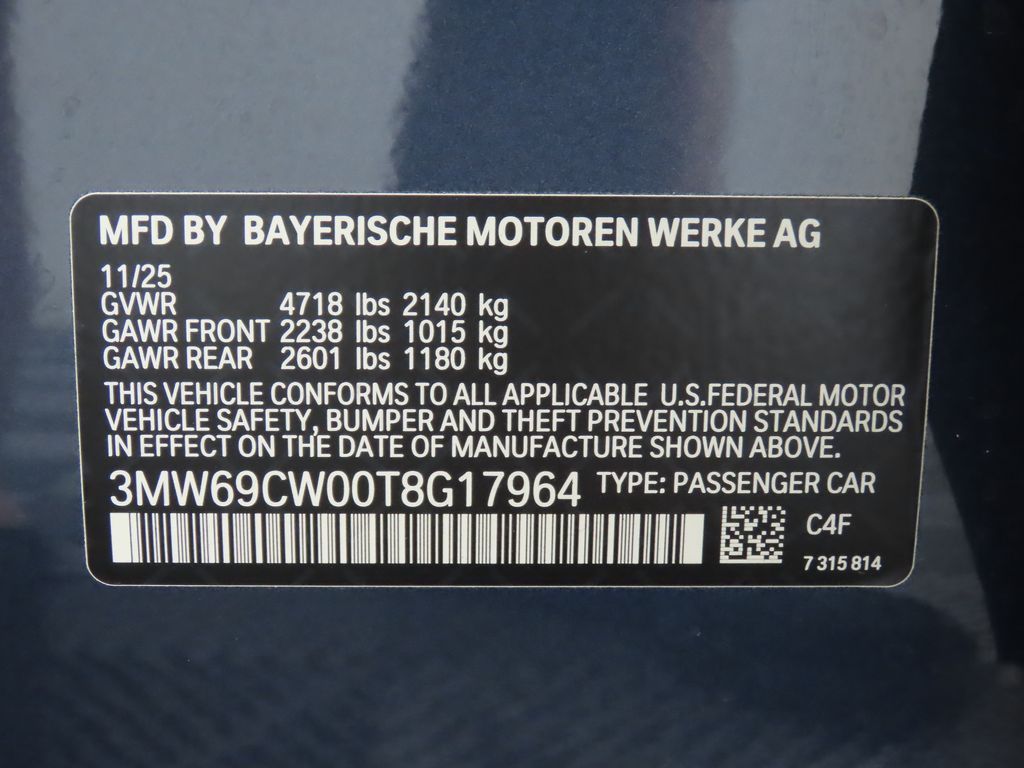 MFD BY BAYERISCHE MOTOREN WERKE AG
11/25
GVWR 4718 lbs 2140 kg
GAWR FRONT 2238 lbs 1015 kg
GAWR REAR 2601 lbs 1180 kg
THIS VEHICLE CONFORMS TO ALL APPLICABLE U.S.FEDERAL MOTOR
VEHICLE SAFETY, BUMPER AND THEFT PREVENTION STANDARDS
IN EFFECT ON THE DATE OF MANUFACTURE SHOWN ABOVE.
3MW69CW00T8G17964 TYPE: PASSENGER CAR
C4F
7 315 814